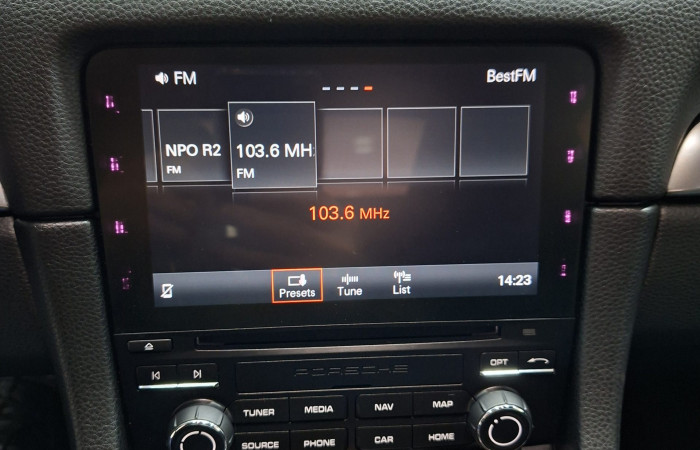 FM
BestFM
NPO R2
FM
103.6 MH
FM
103.6 MHz
Presets
Tune
List
14:23
PORSCHE
OPT
TUNER
MEDIA
NAV
MAP
SOURCE
PHONE
CAR
HOME